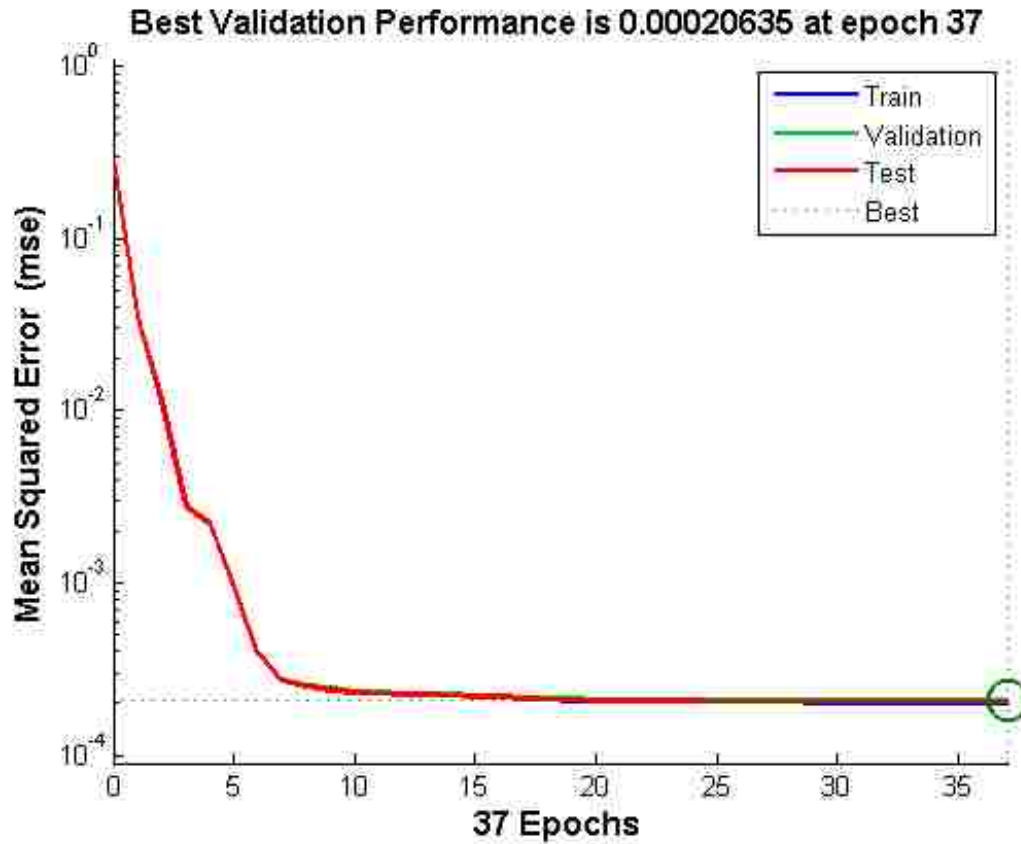 Best Validation Performance is 0.00020635 at epoch 37
10^0
10^-1
10^-2
10^-3
10^-4
Mean Squared Error (mse)
Train
Validation
Test
Best
0 5 10 15 20 25 30 35
37 Epochs